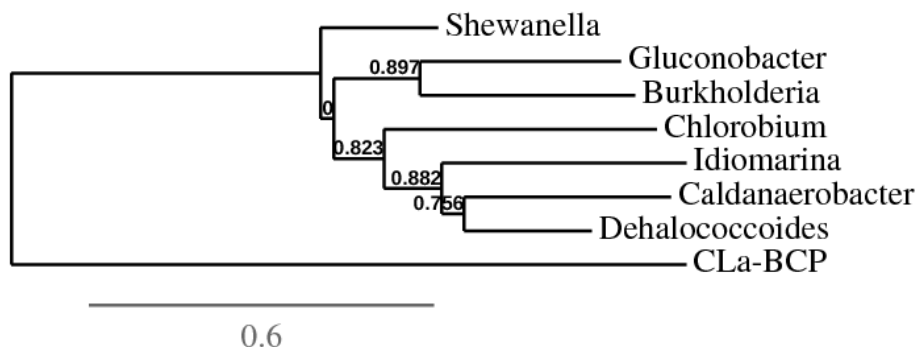 Shewanella
0.897
Gluconobacter
Burkholderia
0
Chlorobium
0.823
Idiomarina
0.882
Caldanaerobacter
0.756
Dehalococcoides
CLa-BCP
0.6